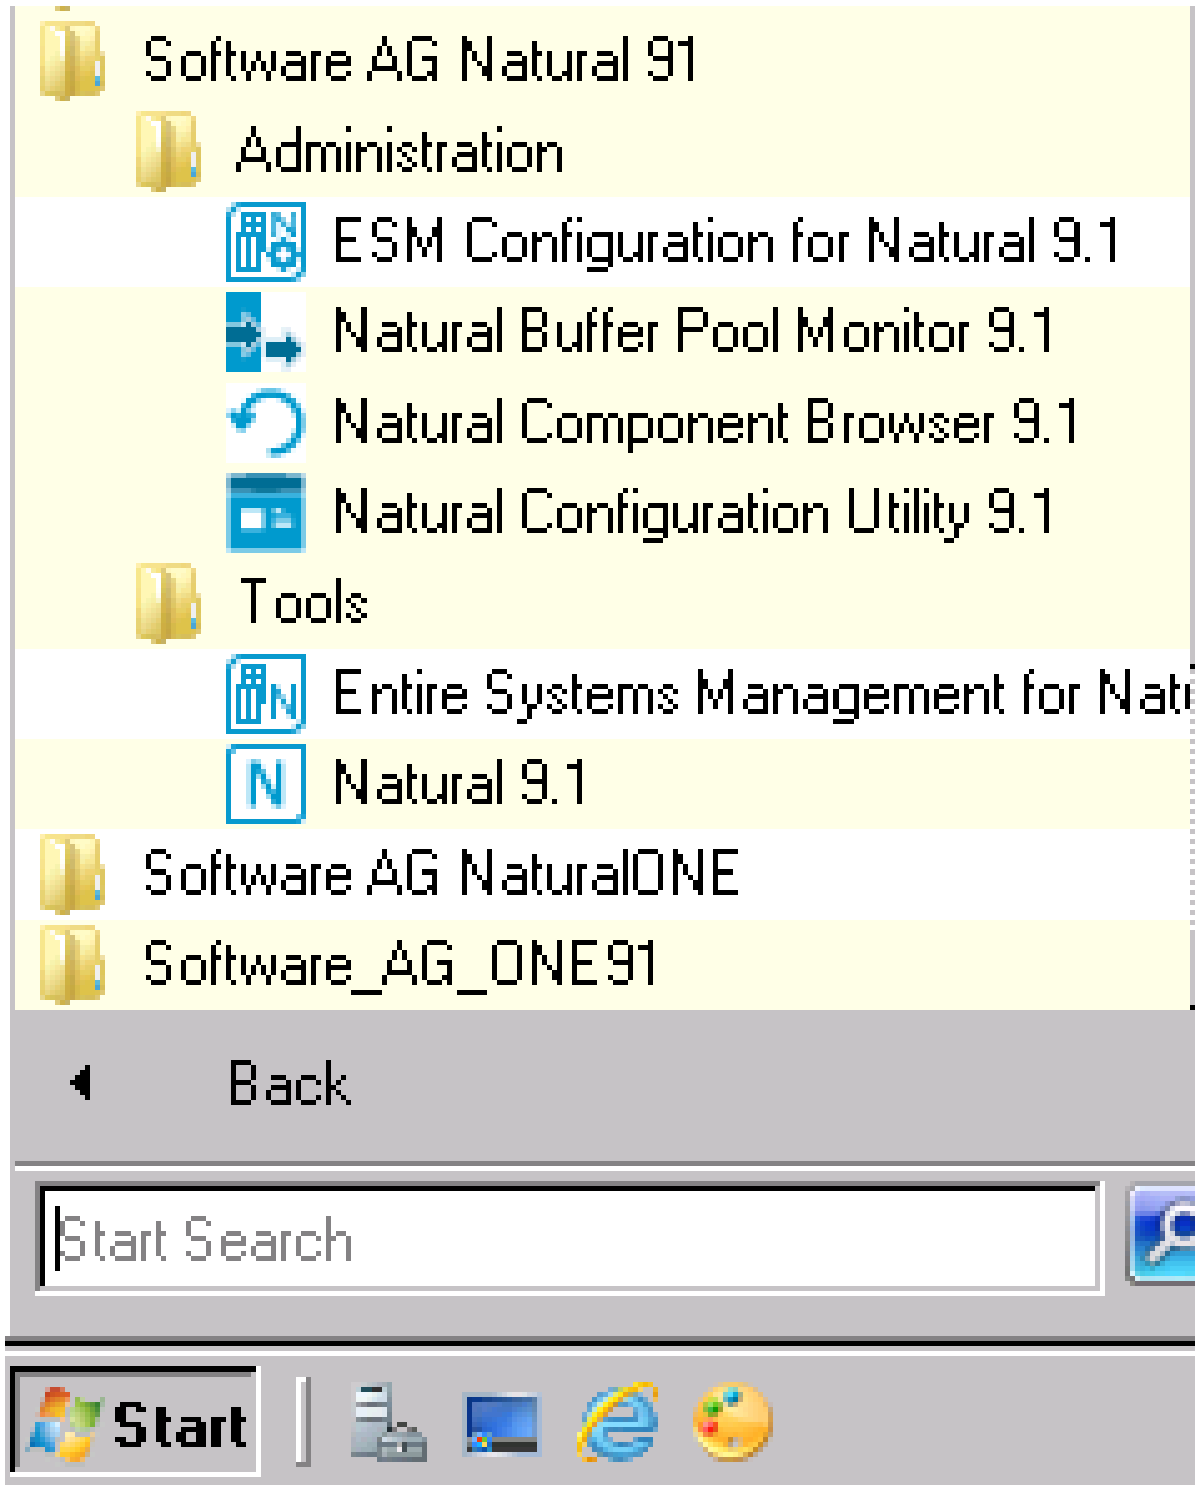 Software AG Natural 91
Administration
ESM Configuration for Natural 9.1
Natural Buffer Pool Monitor 9.1
Natural Component Browser 9.1
Natural Configuration Utility 9.1
Tools
Entire Systems Management for Natu
Natural 9.1
Software AG NaturalONE
Software_AG_ONE91
Back
Start Search
Start